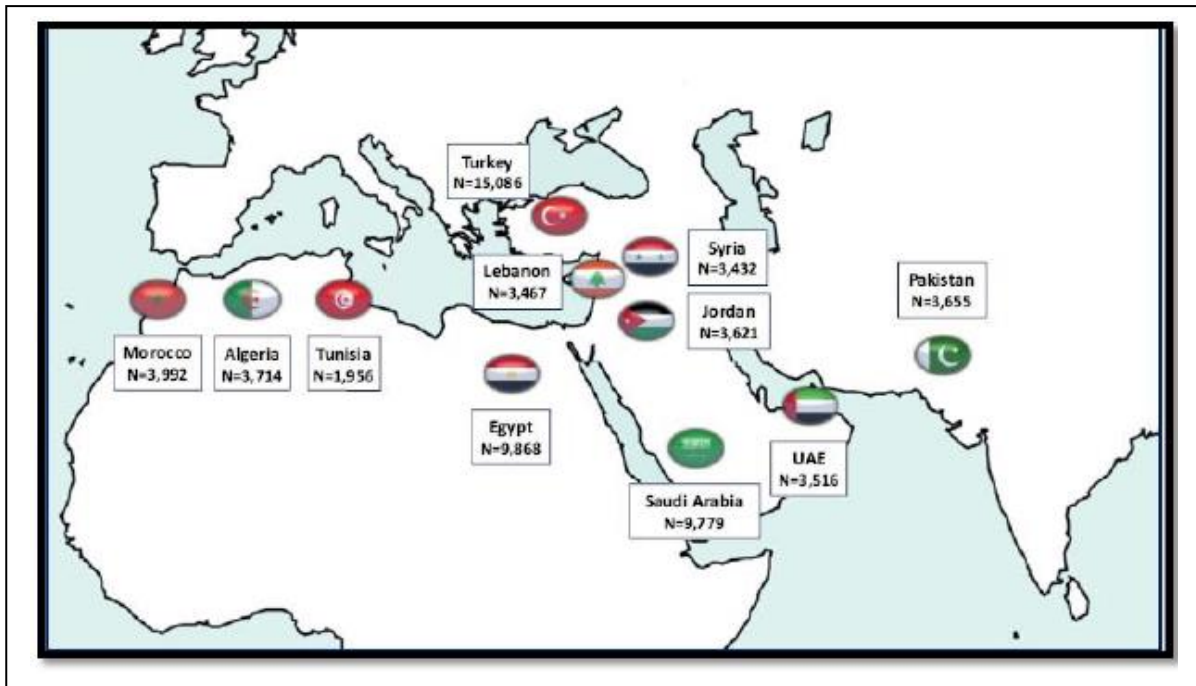 Turkey
N=15,086
Syria
N=3,432
Lebanon
N=3,467
Pakistan
N=3,655
Jordan
N=3,621
Morocco
N=3,992
Algeria
N=3,714
Tunisia
N=1,956
Egypt
N=9,868
UAE
N=3,516
Saudi Arabia
N=9,779